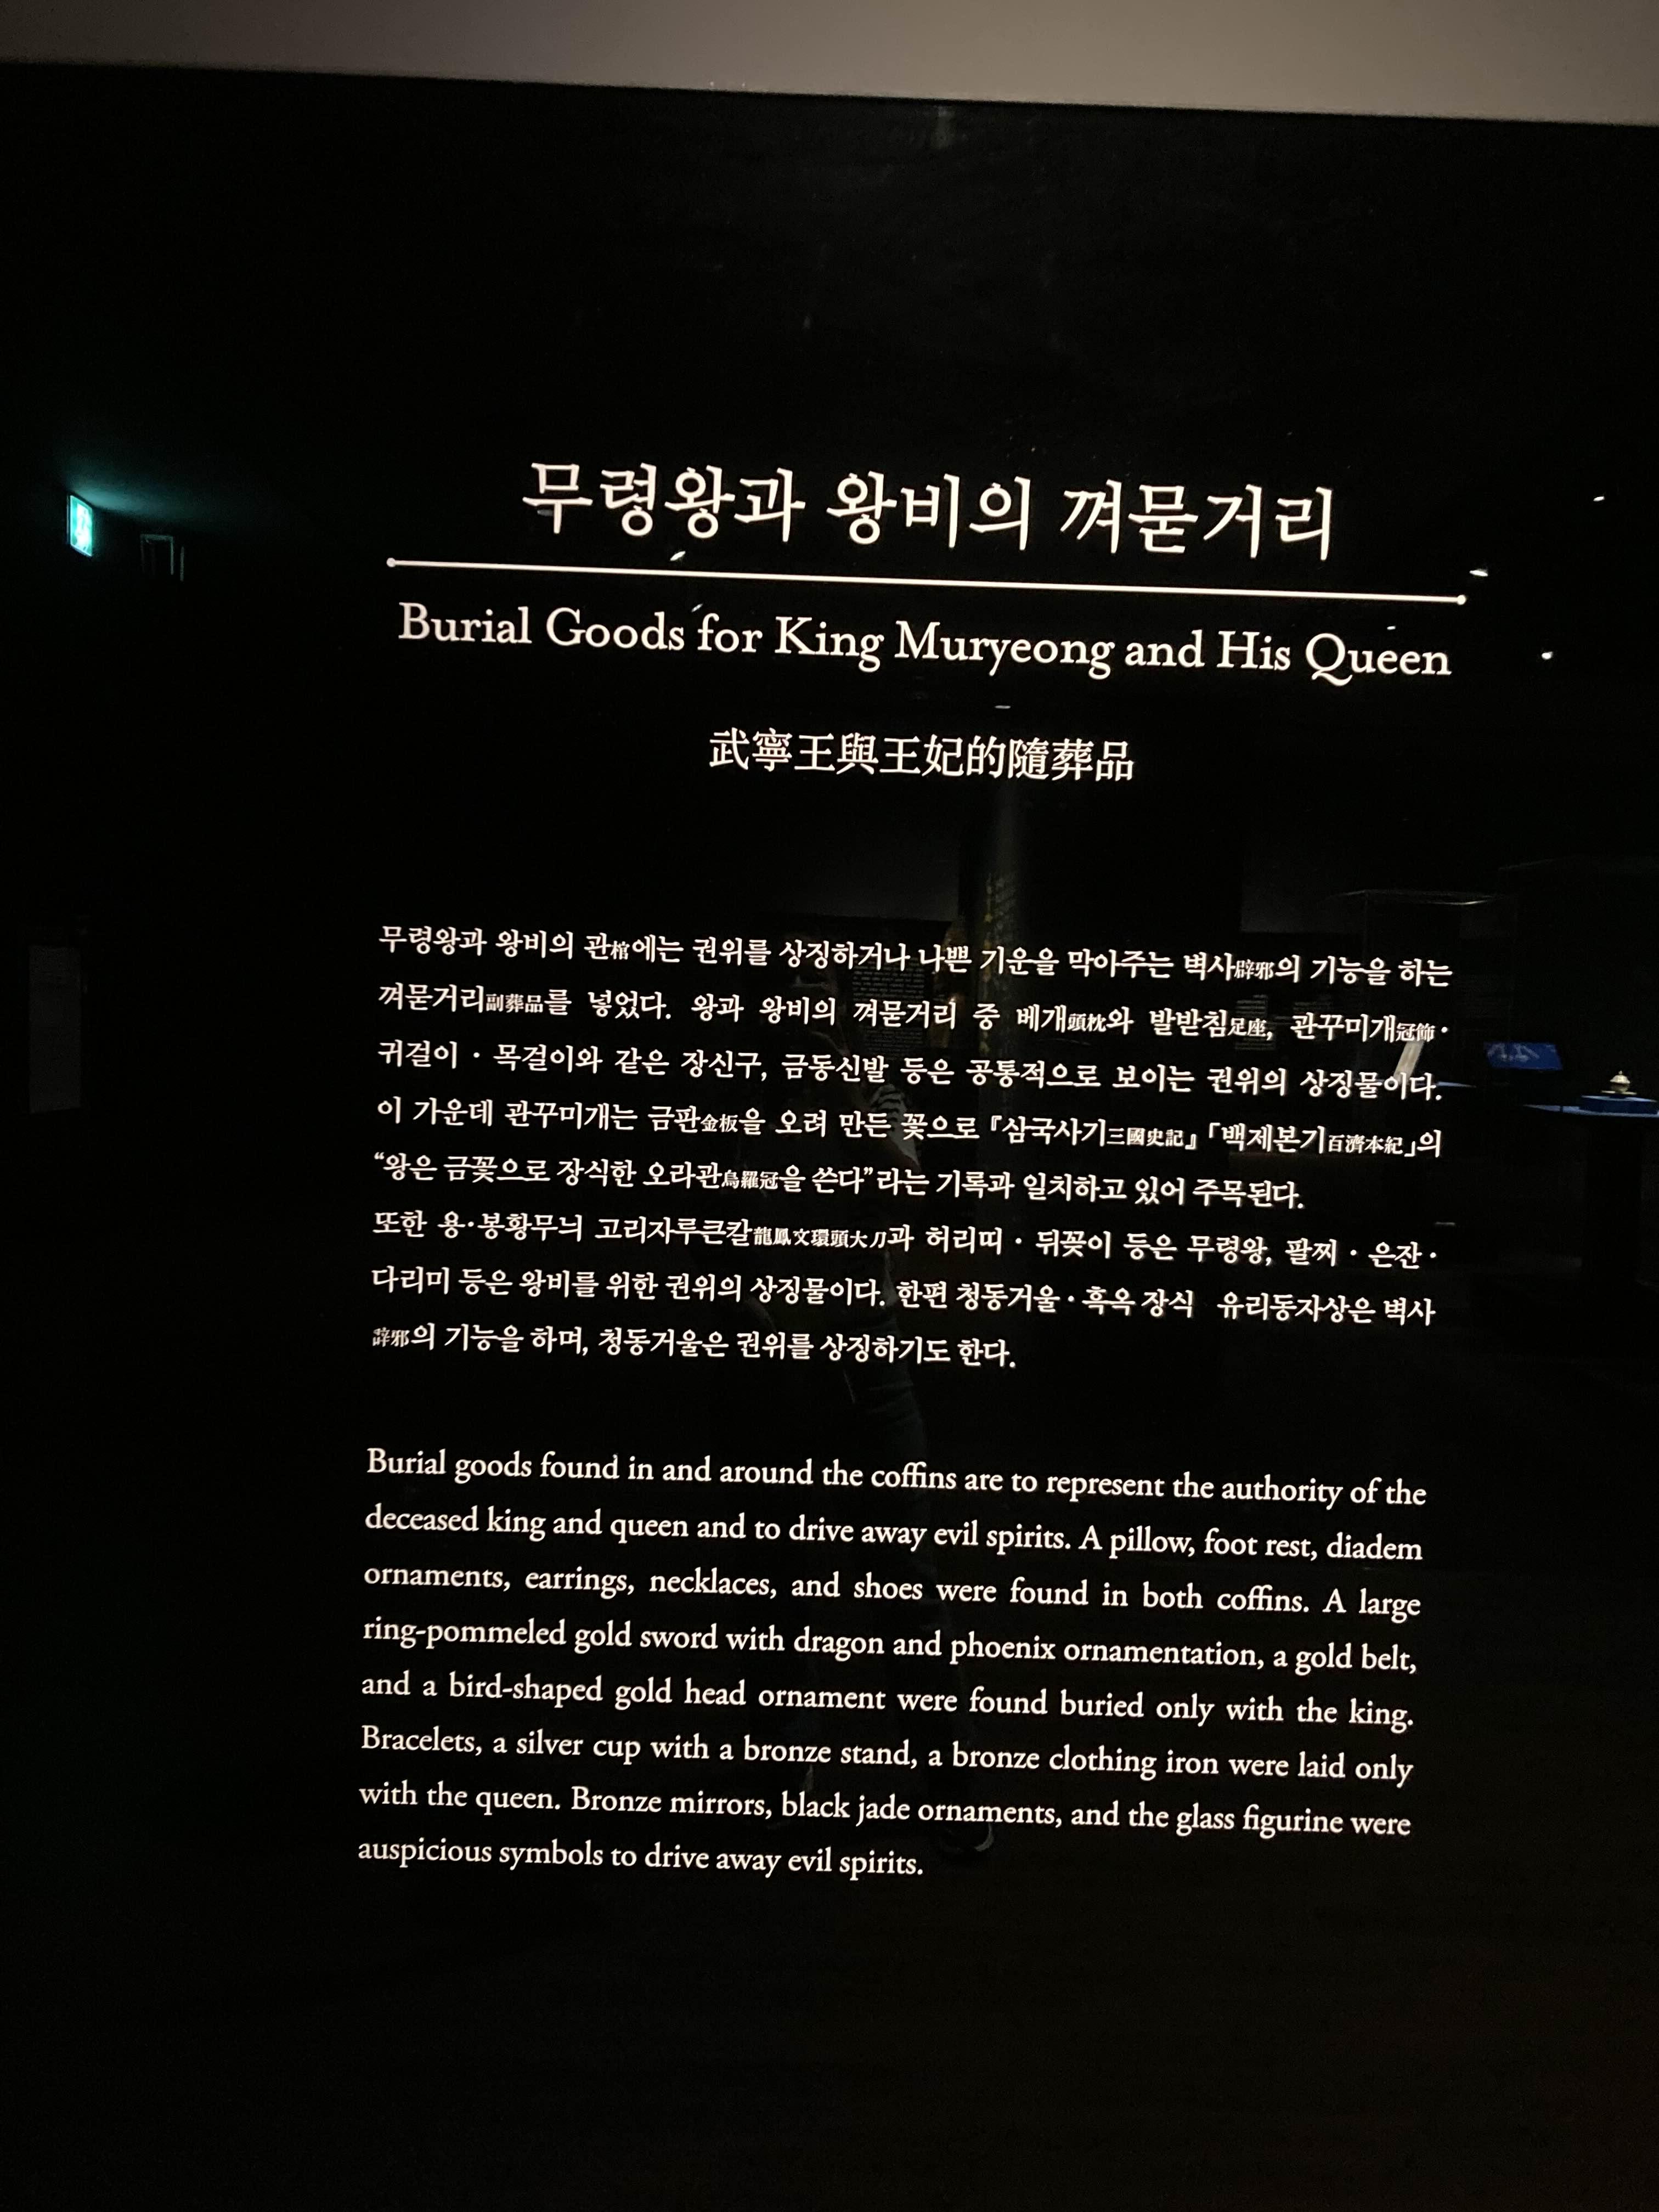 무령왕과 왕비의 껴묻거리
Burial Goods for King Muryeong and His Queen
武寧王與王妃的隨葬品
무령왕과 왕비의 관棺에는 권위를 상징하거나 나쁜 기운을 막아주는 벽사辟邪의 기능을 하는
껴묻거리副葬品를 넣었다. 왕과 왕비의 껴묻거리 중 베개頭枕와 발받침足座, 관꾸미개冠飾·
귀걸이·목걸이와 같은 장신구, 금동신발 등은 공통적으로 보이는 권위의 상징물이다.
이 가운데 관꾸미개는 금판金板을 오려 만든 꽃으로 『삼국사기三國史記』「백제본기百濟本紀」의
“왕은 금꽃으로 장식한 오라관烏羅冠을 쓴다”라는 기록과 일치하고 있어 주목된다.
또한 용·봉황무늬 고리자루큰칼龍鳳文環頭大刀과 허리띠·뒤꽂이 등은 무령왕, 팔찌·은잔·
다리미 등은 왕비를 위한 권위의 상징물이다. 한편 청동거울·흑옥 장식 유리동자상은 벽사
辟邪의 기능을 하며, 청동거울은 권위를 상징하기도 한다.
Burial goods found in and around the coffins are to represent the authority of the
deceased king and queen and to drive away evil spirits. A pillow, foot rest, diadem
ornaments, earrings, necklaces, and shoes were found in both coffins. A large
ring-pommeled gold sword with dragon and phoenix ornamentation, a gold belt,
and a bird-shaped gold head ornament were found buried only with the king.
Bracelets, a silver cup with a bronze stand, a bronze clothing iron were laid only
with the queen. Bronze mirrors, black jade ornaments, and the glass figurine were
auspicious symbols to drive away evil spirits.